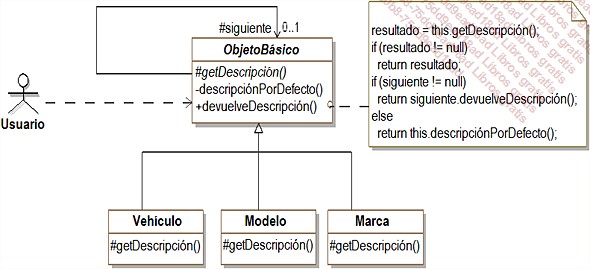 #siguiente 0..1
ObjetoBásico
#getDescripción()
-descripciónPorDefecto()
+devuelveDescripción()
Usuario
resultado = this.getDescripción();
if (resultado != null)
return resultado;
if (siguiente != null)
return siguiente.devuelveDescripción();
else
return this.descripciónPorDefecto();
Vehículo
#getDescripción()
Modelo
#getDescripción()
Marca
#getDescripción()